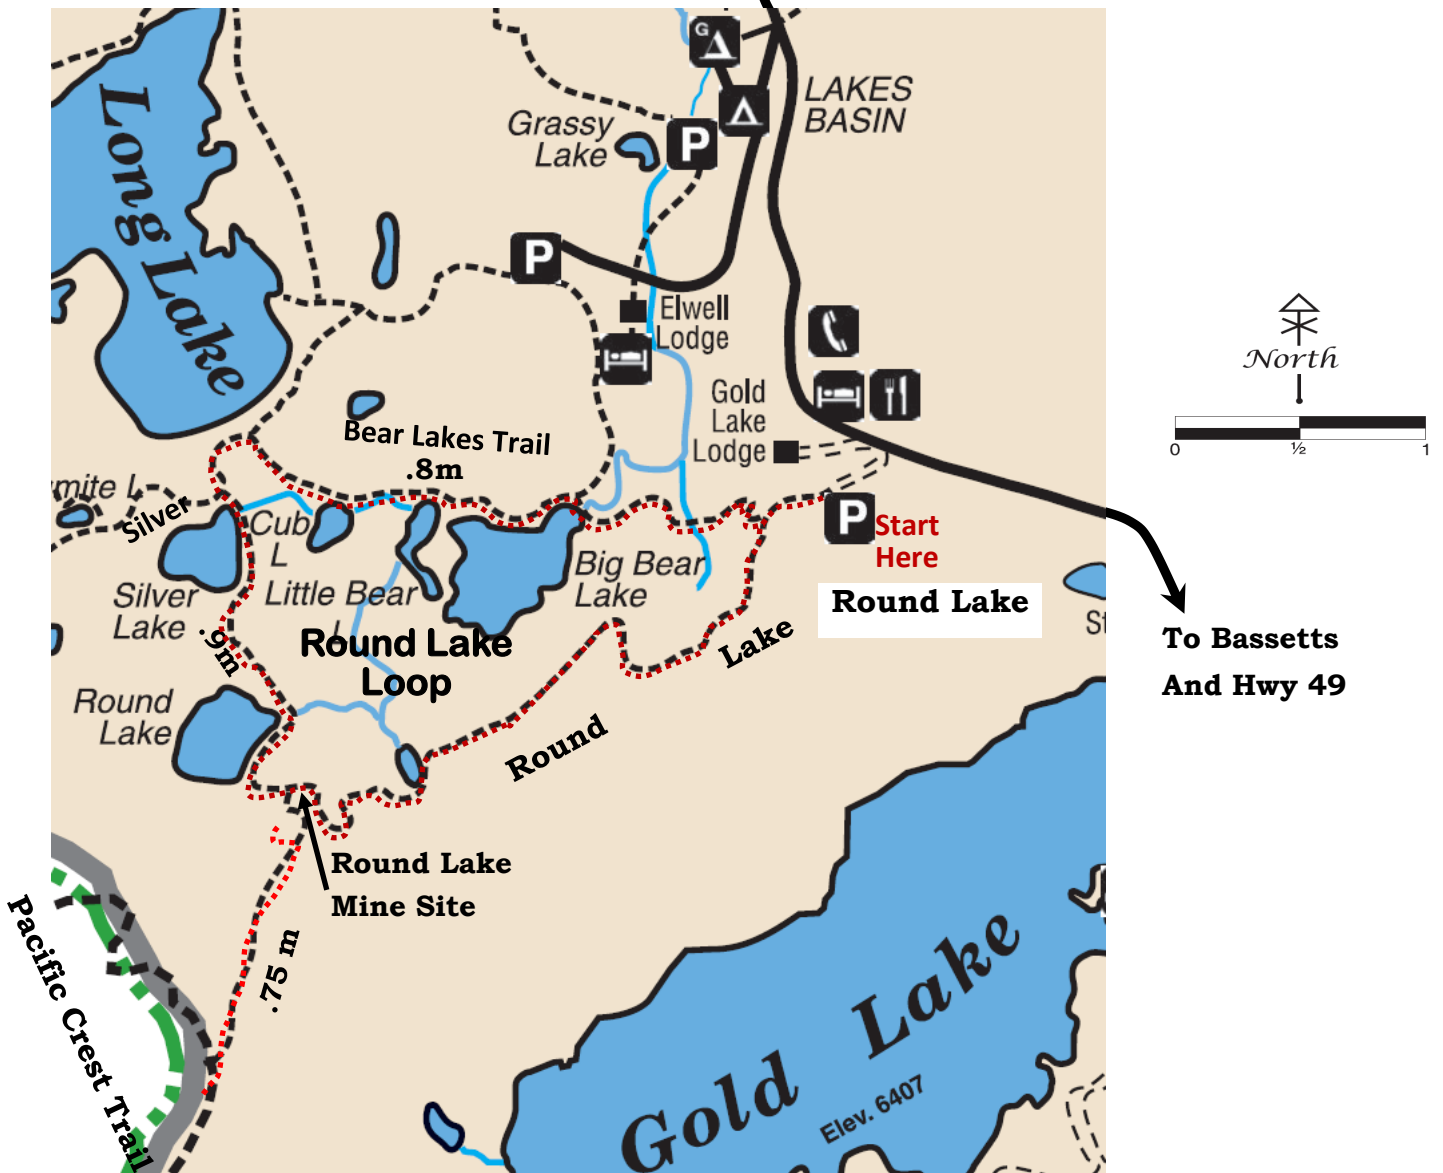 G
LAKES
BASIN
Long Lake
Grassy
Lake
P
P
Elwell
Lodge
North
0 ½ 1
Gold
Lake
Lodge
Bear Lakes Trail
.8m
mite L
Silver
Cub
L
P
Start
Here
Round Lake
Silver
Lake
Little Bear
L
Big Bear
Lake
St
Lake
To Bassetts
And Hwy 49
.9m
Round Lake
Loop
Round
Lake
Round
Round Lake
Mine Site
.75 m
Pacific Crest Trail
Gold Lake
Elev. 6407